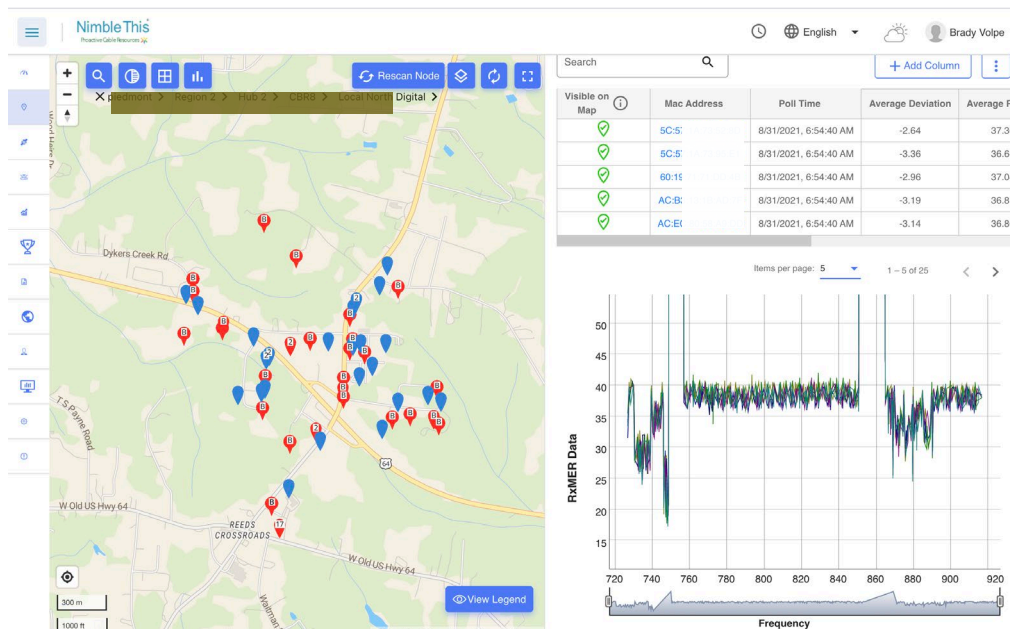 NimbleThis
Proactive Cable Resources
English
Brady Volpe
Rescan Node
piedmont > Region 2 > Hub 2 > CBRB > Local North Digital >
Dykers Creek Rd
T S Payne Road
64
W Old US Hwy 64
REEDS
CROSSROADS
W Old US Hwy 64
300 m
1000 ft
View Legend
B
B
B
B
B
2
B
B
B
B
B
2
B
B
B
B
B
B
B
B
B
B
B
2
B
B
17
Search
+ Add Column
Visible on Map Mac Address Poll Time Average Deviation Average
5C:5 8/31/2021, 6:54:40 AM -2.64 37.3
5C:5 8/31/2021, 6:54:40 AM -3.36 36.6
60:19 8/31/2021, 6:54:40 AM -2.96 37.0
AC:B 8/31/2021, 6:54:40 AM -3.19 36.8
AC:E 8/31/2021, 6:54:40 AM -3.14 36.8
Items per page: 5 1 – 5 of 25
RxMER Data
50
45
40
35
30
25
20
15
720 740 760 780 800 820 840 860 880 900 920
Frequency